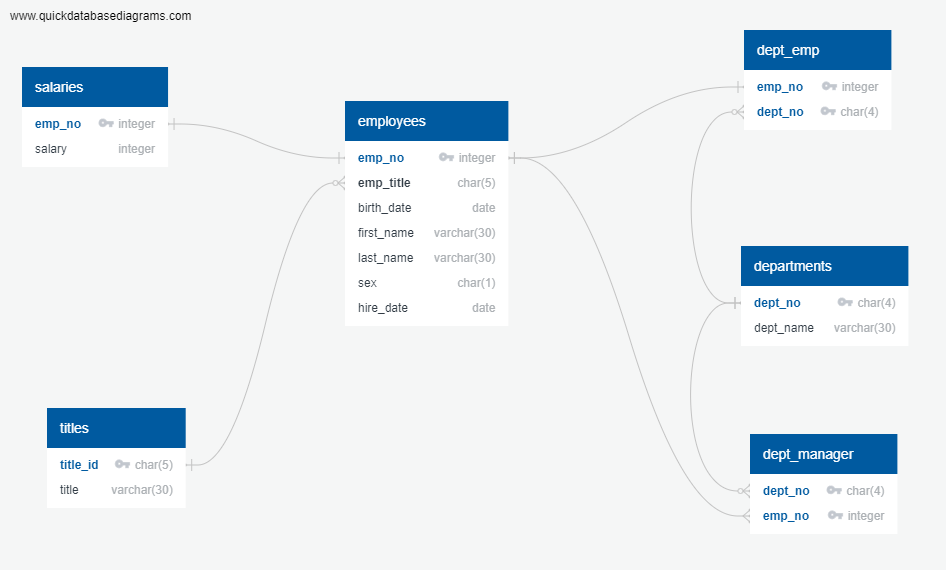 www.quickdatabasediagrams.com
salaries
emp_no integer
salary integer
titles
title_id char(5)
title varchar(30)
employees
emp_no integer
emp_title char(5)
birth_date date
first_name varchar(30)
last_name varchar(30)
sex char(1)
hire_date date
dept_emp
emp_no integer
dept_no char(4)
departments
dept_no char(4)
dept_name varchar(30)
dept_manager
dept_no char(4)
emp_no integer